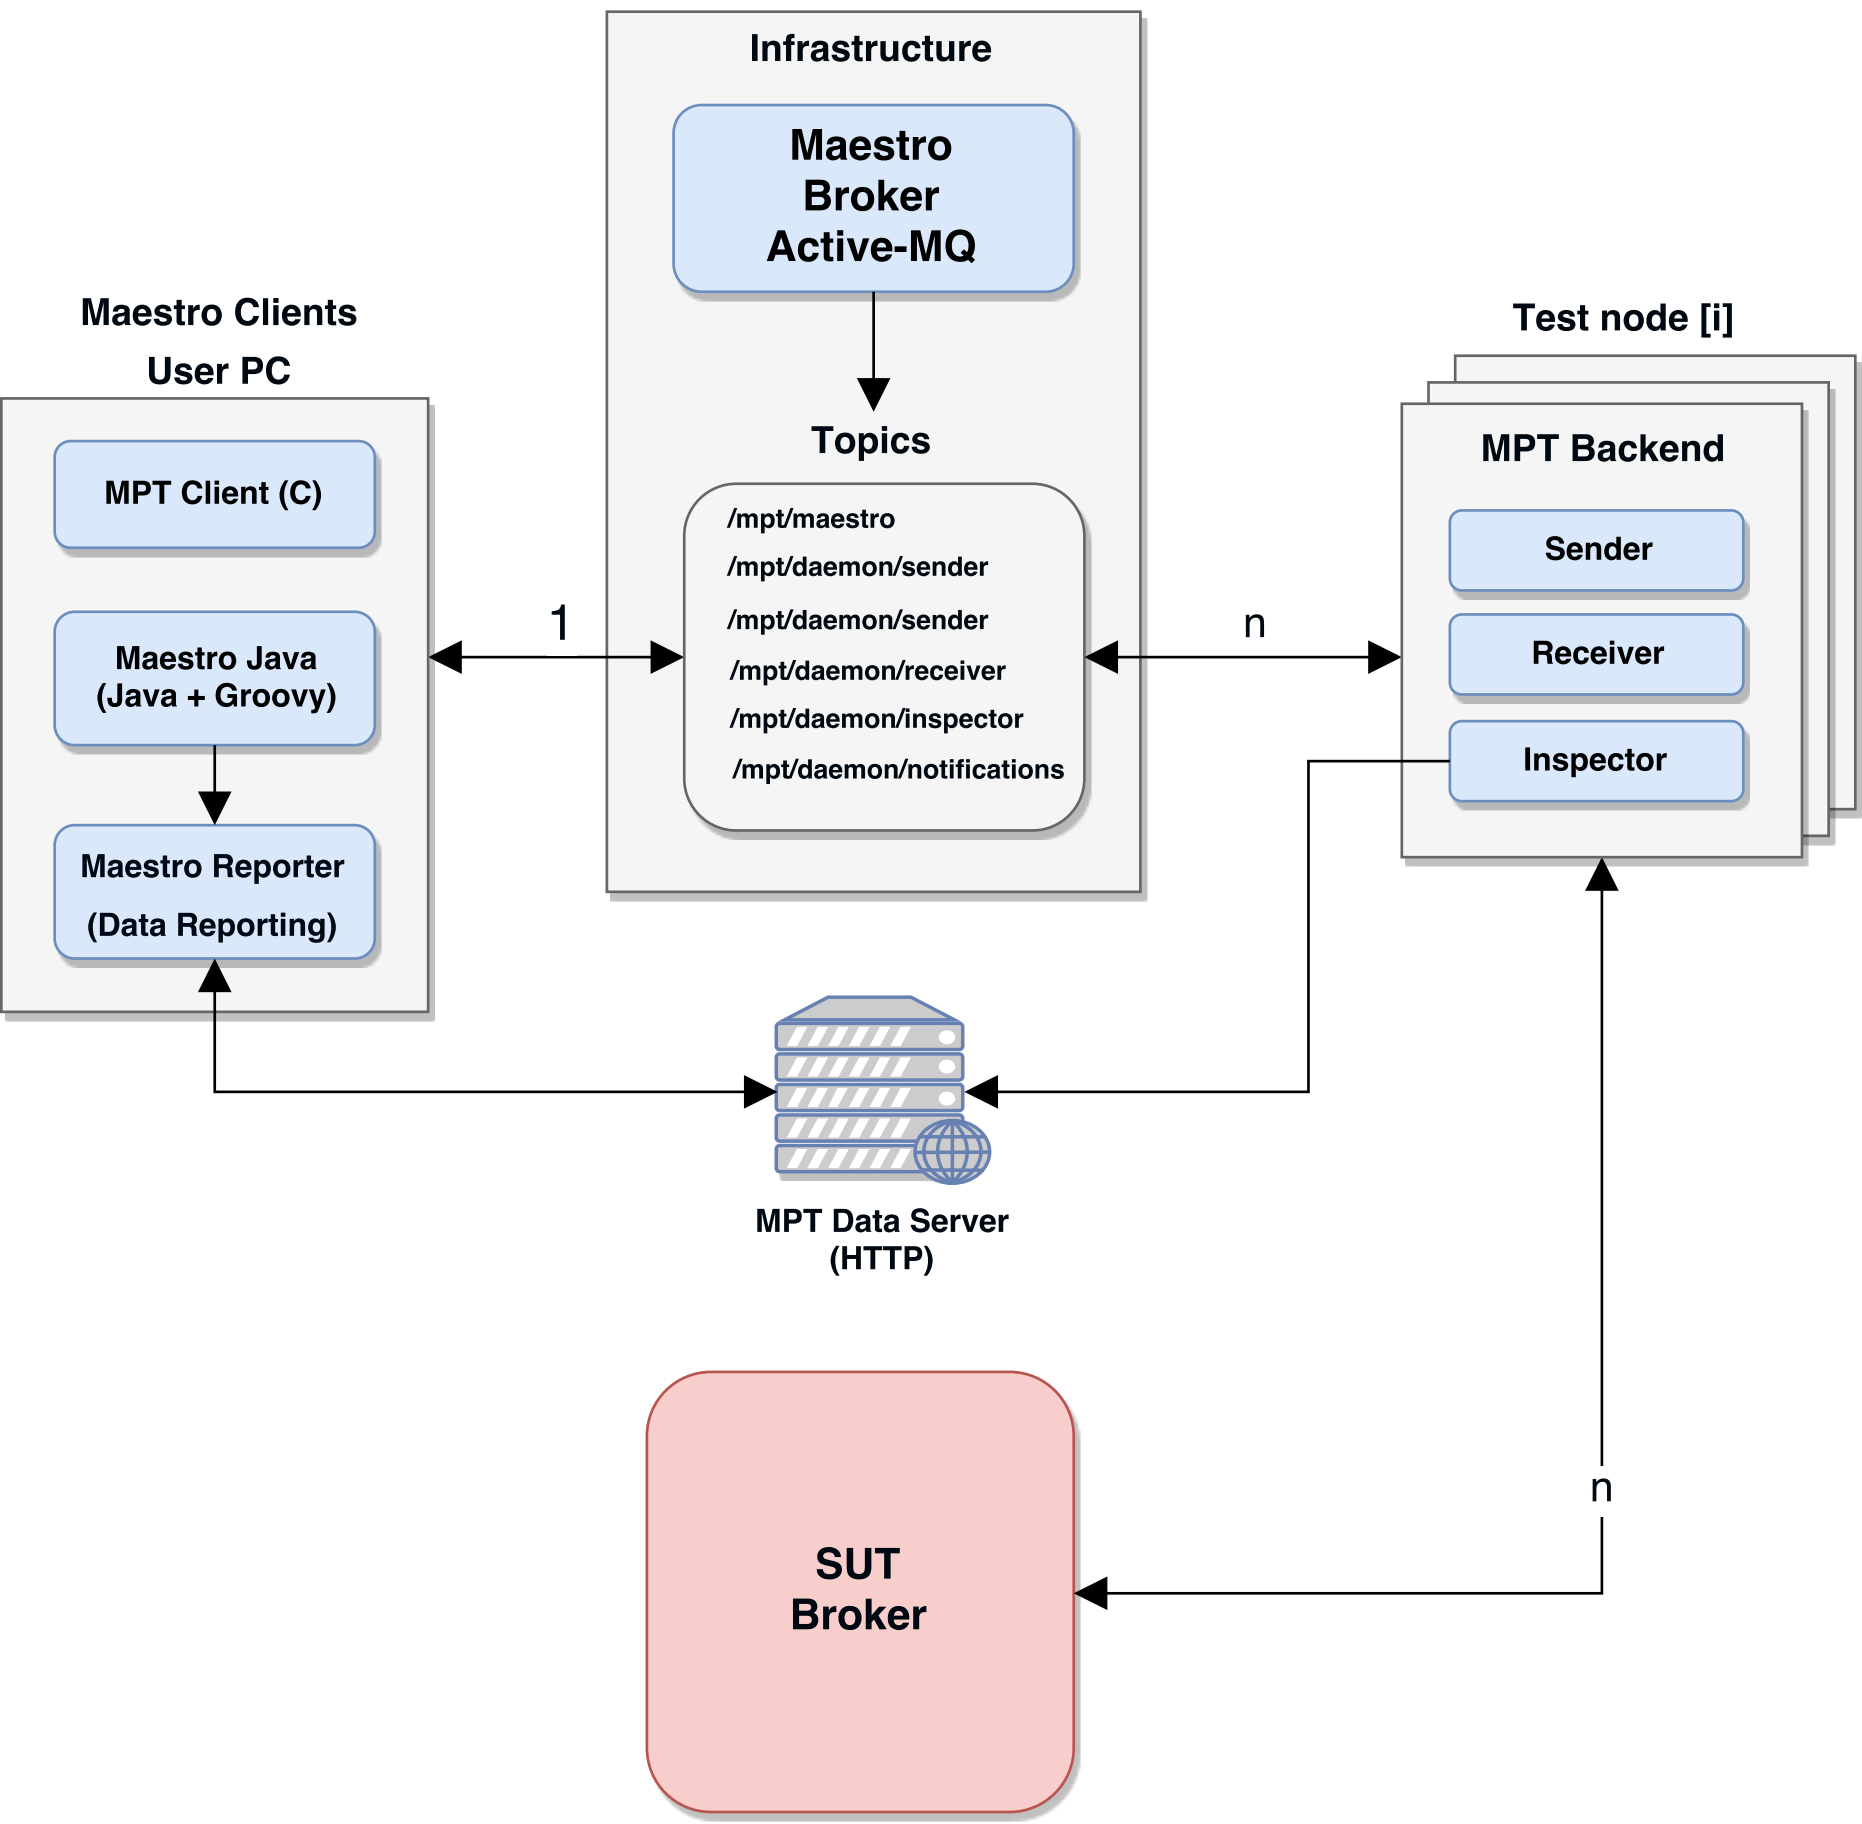 Infrastructure
Maestro
Broker
Active-MQ
Topics
/mpt/maestro
/mpt/daemon/sender
/mpt/daemon/sender
/mpt/daemon/receiver
/mpt/daemon/inspector
/mpt/daemon/notifications
Maestro Clients
User PC
MPT Client (C)
Maestro Java
(Java + Groovy)
Maestro Reporter
(Data Reporting)
1
n
Test node [i]
MPT Backend
Sender
Receiver
Inspector
MPT Data Server
(HTTP)
n
SUT
Broker